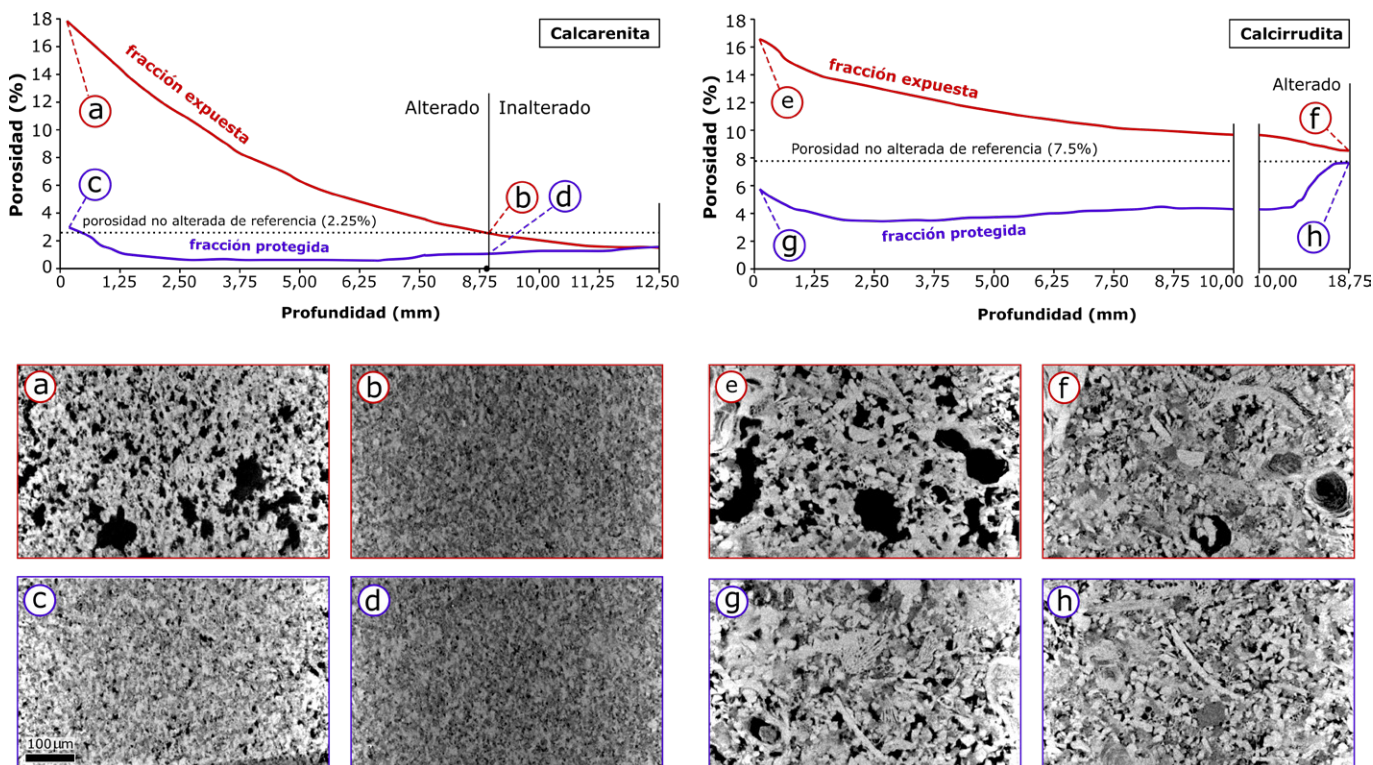 Calcarenita
Porosidad (%)
18
16
14
12
10
8
6
4
2
0
fracción expuesta
a
Alterado
Inalterado
c
b
d
porosidad no alterada de referencia (2.25%)
fracción protegida
0
1,25
2,50
3,75
5,00
6,25
7,50
8,75
10,00
11,25
12,50
Profundidad (mm)
Calcirrudita
Porosidad (%)
18
16
14
12
10
8
6
4
2
0
fracción expuesta
e
Alterado
f
Porosidad no alterada de referencia (7.5%)
g
fracción protegida
h
0
1,25
2,50
3,75
5,00
6,25
7,50
8,75
10,00
10,00
18,75
Profundidad (mm)
a
b
e
f
c
d
g
h
100 µm